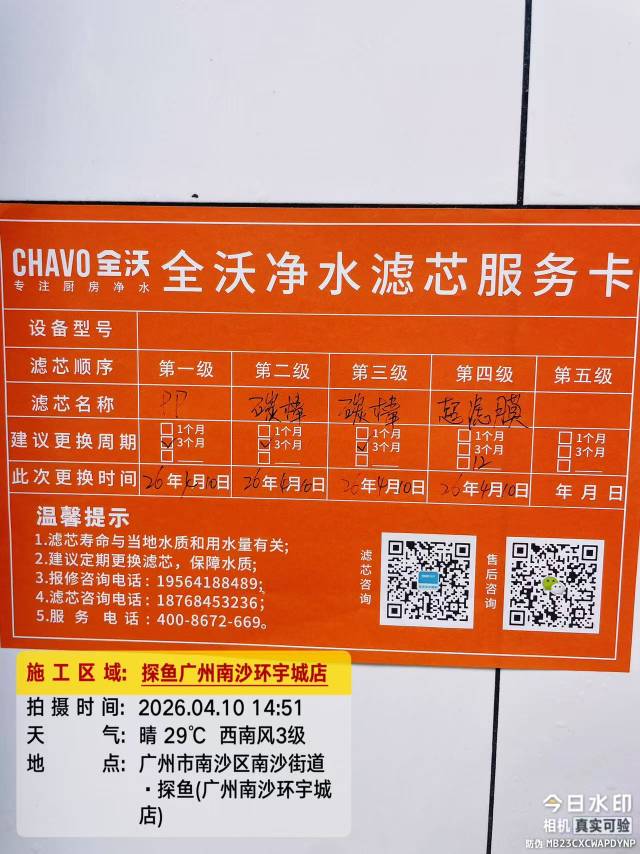 CHAVO 全沃
专注厨房净水
全沃净水滤芯服务卡
设备型号
滤芯顺序 第一级 第二级 第三级 第四级 第五级
滤芯名称 PP 碳棒 碳棒 超滤膜
建议更换周期
1个月 1个月 1个月 1个月 1个月
3个月 3个月 3个月 3个月 3个月
12
此次更换时间 26年4月10日 26年4月10日 26年4月10日 26年4月10日 年月日
温馨提示
1.滤芯寿命与当地水质和用水量有关;
2.建议定期更换滤芯，保障水质;
3.报修咨询电话:19564188489;
4.滤芯咨询电话:18768453236;
5.服务电话:400-8672-669。
滤芯咨询
售后咨询
施工区域: 探鱼广州南沙环宇城店
拍摄时间: 2026.04.10 14:51
天气: 晴 29℃ 西南风3级
地点: 广州市南沙区南沙街道
·探鱼(广州南沙环宇城
店)
今日水印
相机 真实可验
防伪 MB23CXCWAPDYNP